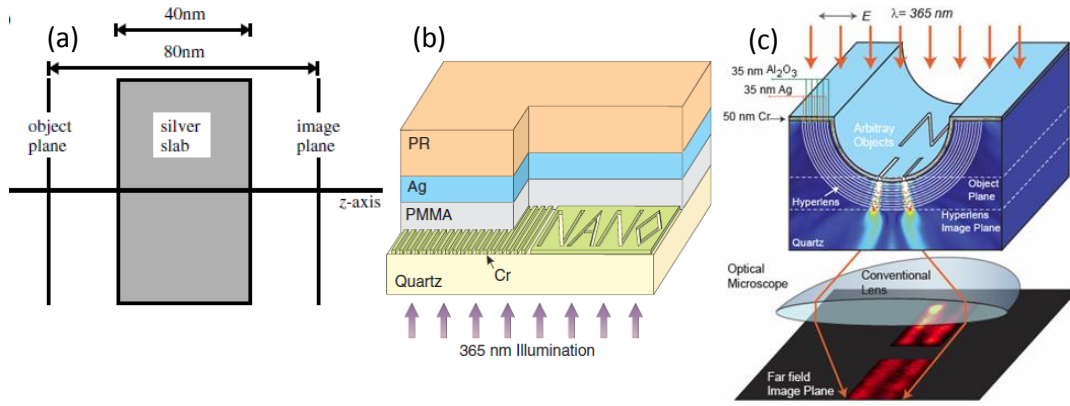 (a)
40nm
80nm
object
plane
silver
slab
image
plane
z-axis
(b)
PR
Ag
PMMA
NANO
Cr
Quartz
365 nm Illumination
(c)
E
λ= 365 nm
35 nm Al2O3
35 nm Ag
50 nm Cr
Arbitray
Objects
Hyperlens
Object
Plane
Hyperlens
Image Plane
Quartz
Optical
Microscope
Conventional
Lens
Far field
Image Plane